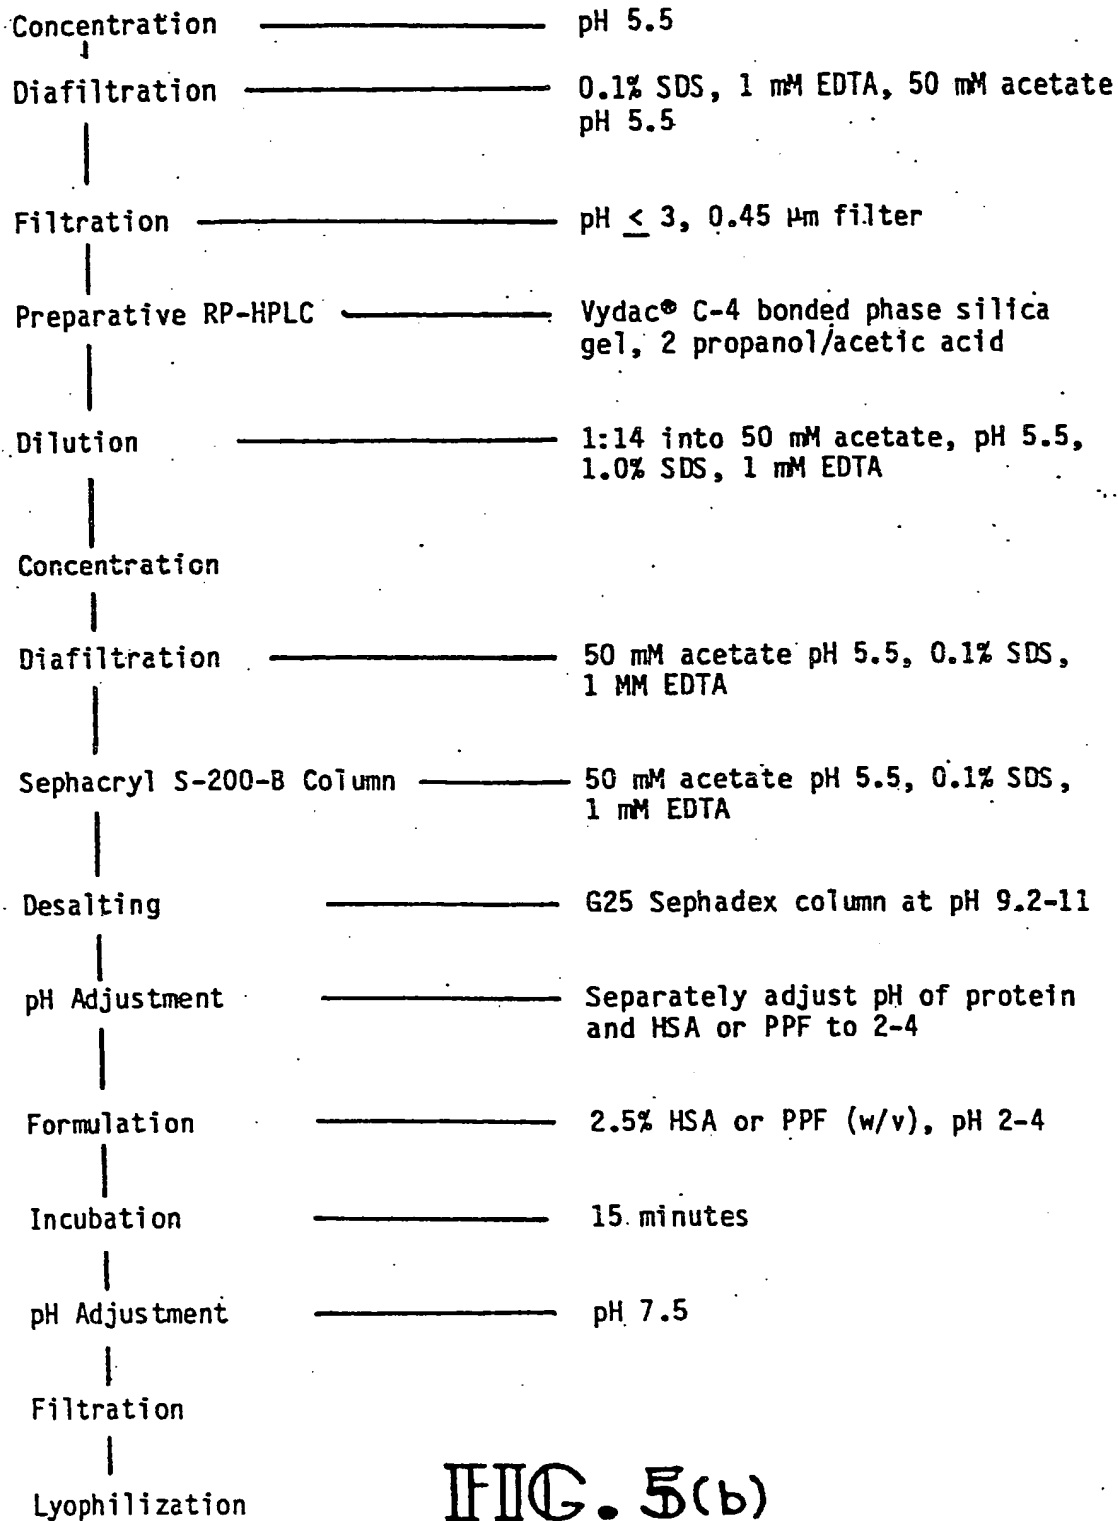 Concentration pH 5.5
Diafiltration 0.1% SDS, 1 mM EDTA, 50 mM acetate
pH 5.5
Filtration pH ≤ 3, 0.45 µm filter
Preparative RP-HPLC Vydac® C-4 bonded phase silica
gel, 2 propanol/acetic acid
Dilution 1:14 into 50 mM acetate, pH 5.5,
1.0% SDS, 1 mM EDTA
Concentration
Diafiltration 50 mM acetate pH 5.5, 0.1% SDS,
1 MM EDTA
Sephacryl S-200-B Column 50 mM acetate pH 5.5, 0.1% SDS,
1 mM EDTA
Desalting G25 Sephadex column at pH 9.2-11
pH Adjustment Separately adjust pH of protein
and HSA or PPF to 2-4
Formulation 2.5% HSA or PPF (w/v), pH 2-4
Incubation 15 minutes
pH Adjustment pH 7.5
Filtration
Lyophilization
FIG. 5(b)